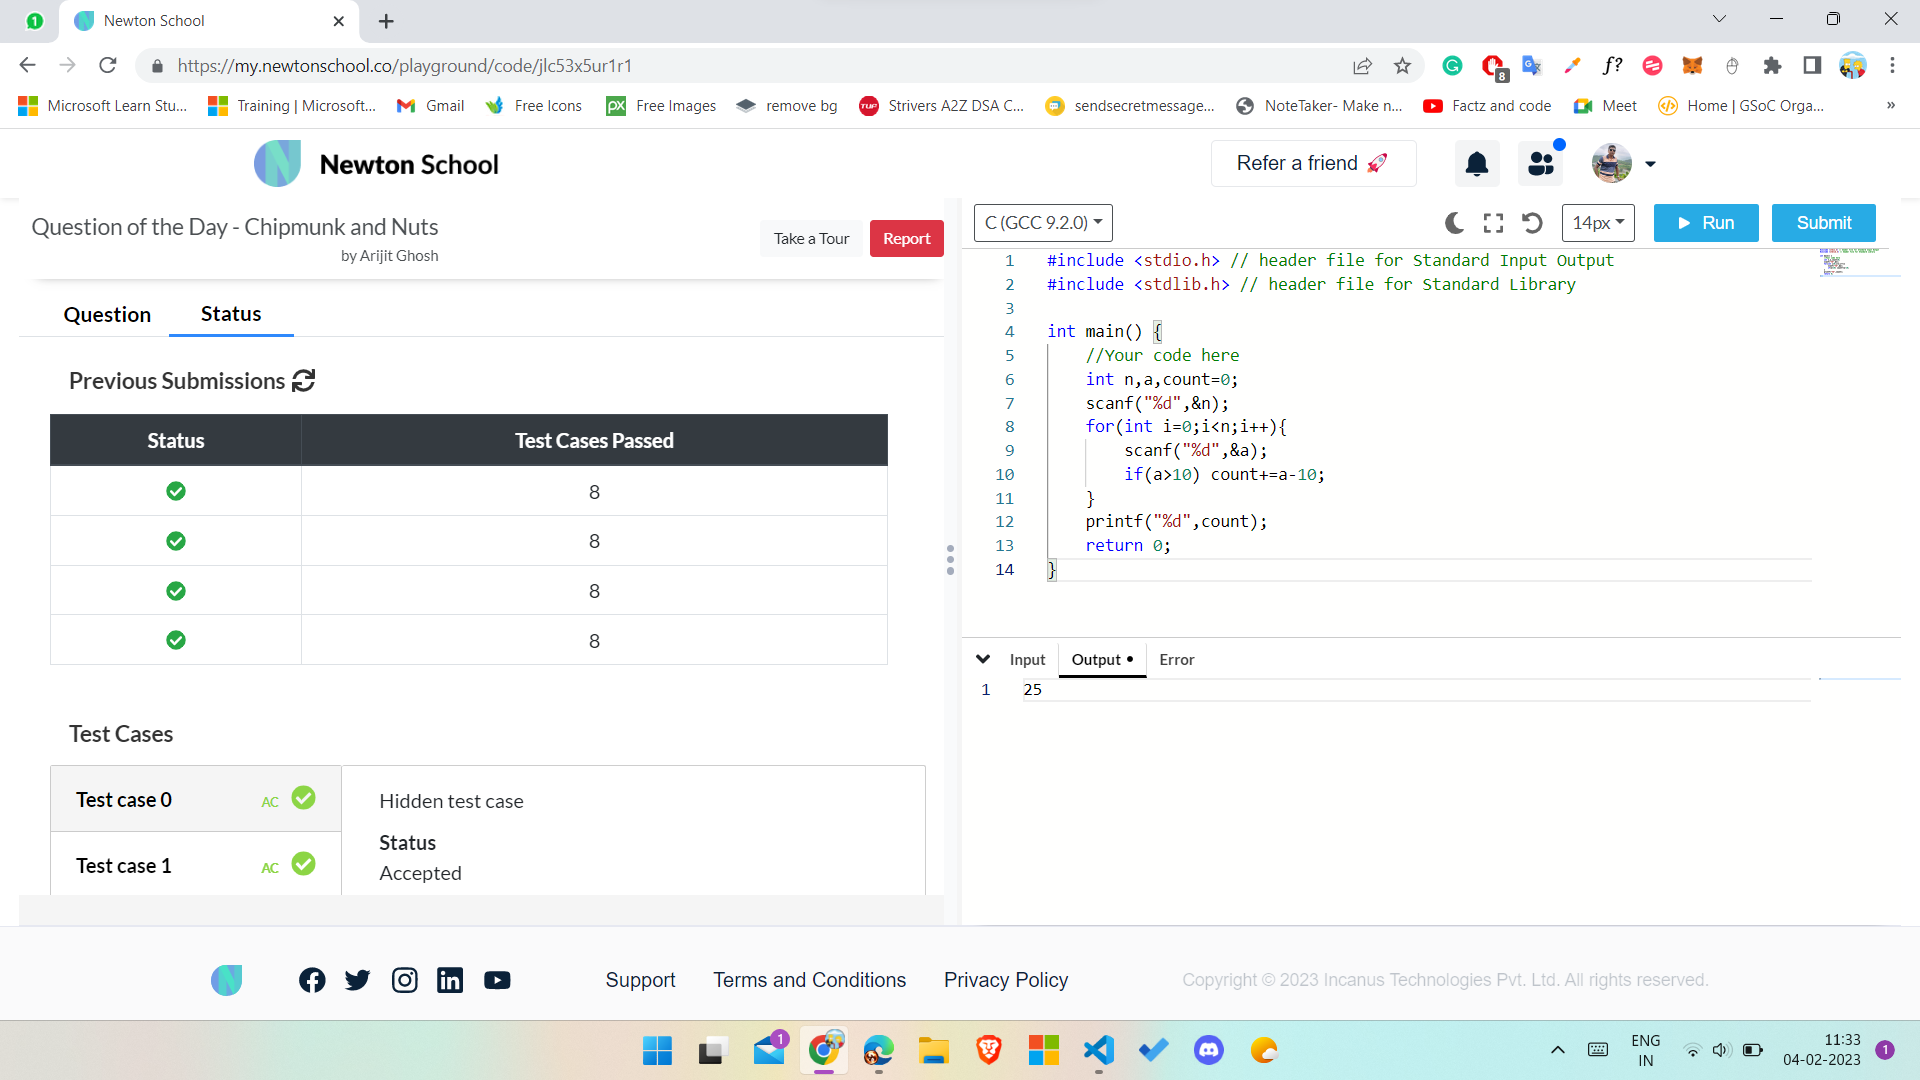 1
Newton School
https://my.newtonschool.co/playground/code/jlc53x5ur1r1
8
f?
Microsoft Learn Stu...
Training | Microsoft...
Gmail
Free Icons
px
Free Images
remove bg
TUF
Strivers A2Z DSA C...
sendsecretmessage...
NoteTaker- Make n...
Factz and code
Meet
Home | GSoC Orga...
»
Newton School
Refer a friend 🚀
Question of the Day - Chipmunk and Nuts
by Arijit Ghosh
Take a Tour
Report
Question
Status
Previous Submissions
Status Test Cases Passed
8
8
8
8
Test Cases
Test case 0 AC
Test case 1 AC
Hidden test case
Status
Accepted
C (GCC 9.2.0)
14px
Run
Submit
1 #include <stdio.h> // header file for Standard Input Output
2 #include <stdlib.h> // header file for Standard Library
3
4 int main() {
5 //Your code here
6 int n,a,count=0;
7 scanf("%d",&n);
8 for(int i=0;i<n;i++){
9 scanf("%d",&a);
10 if(a>10) count+=a-10;
11 }
12 printf("%d",count);
13 return 0;
14 }
Input
Output •
Error
1 25
Support
Terms and Conditions
Privacy Policy
Copyright © 2023 Incanus Technologies Pvt. Ltd. All rights reserved.
1
ENG
IN
11:33
04-02-2023
1